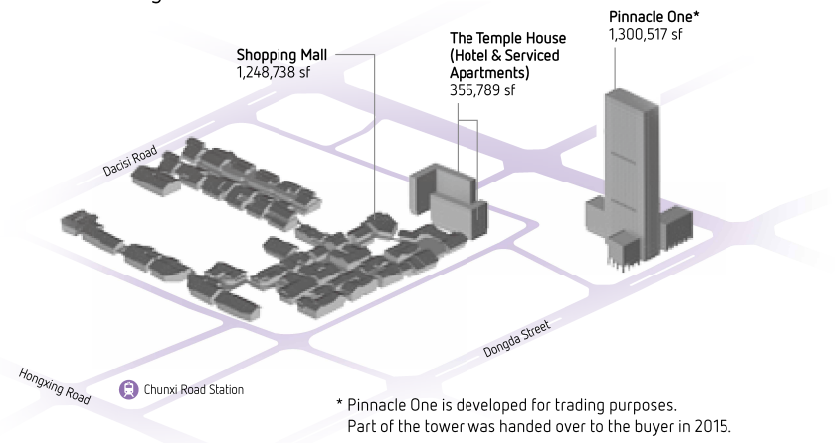 Pinnacle One*
1,300,517 sf
The Temple House
(Hotel & Serviced
Apartments)
355,789 sf
Shopping Mall
1,248,738 sf
Dacisi Road
Dongda Street
Hongxing Road
Chunxi Road Station
* Pinnacle One is developed for trading purposes.
Part of the tower was handed over to the buyer in 2015.